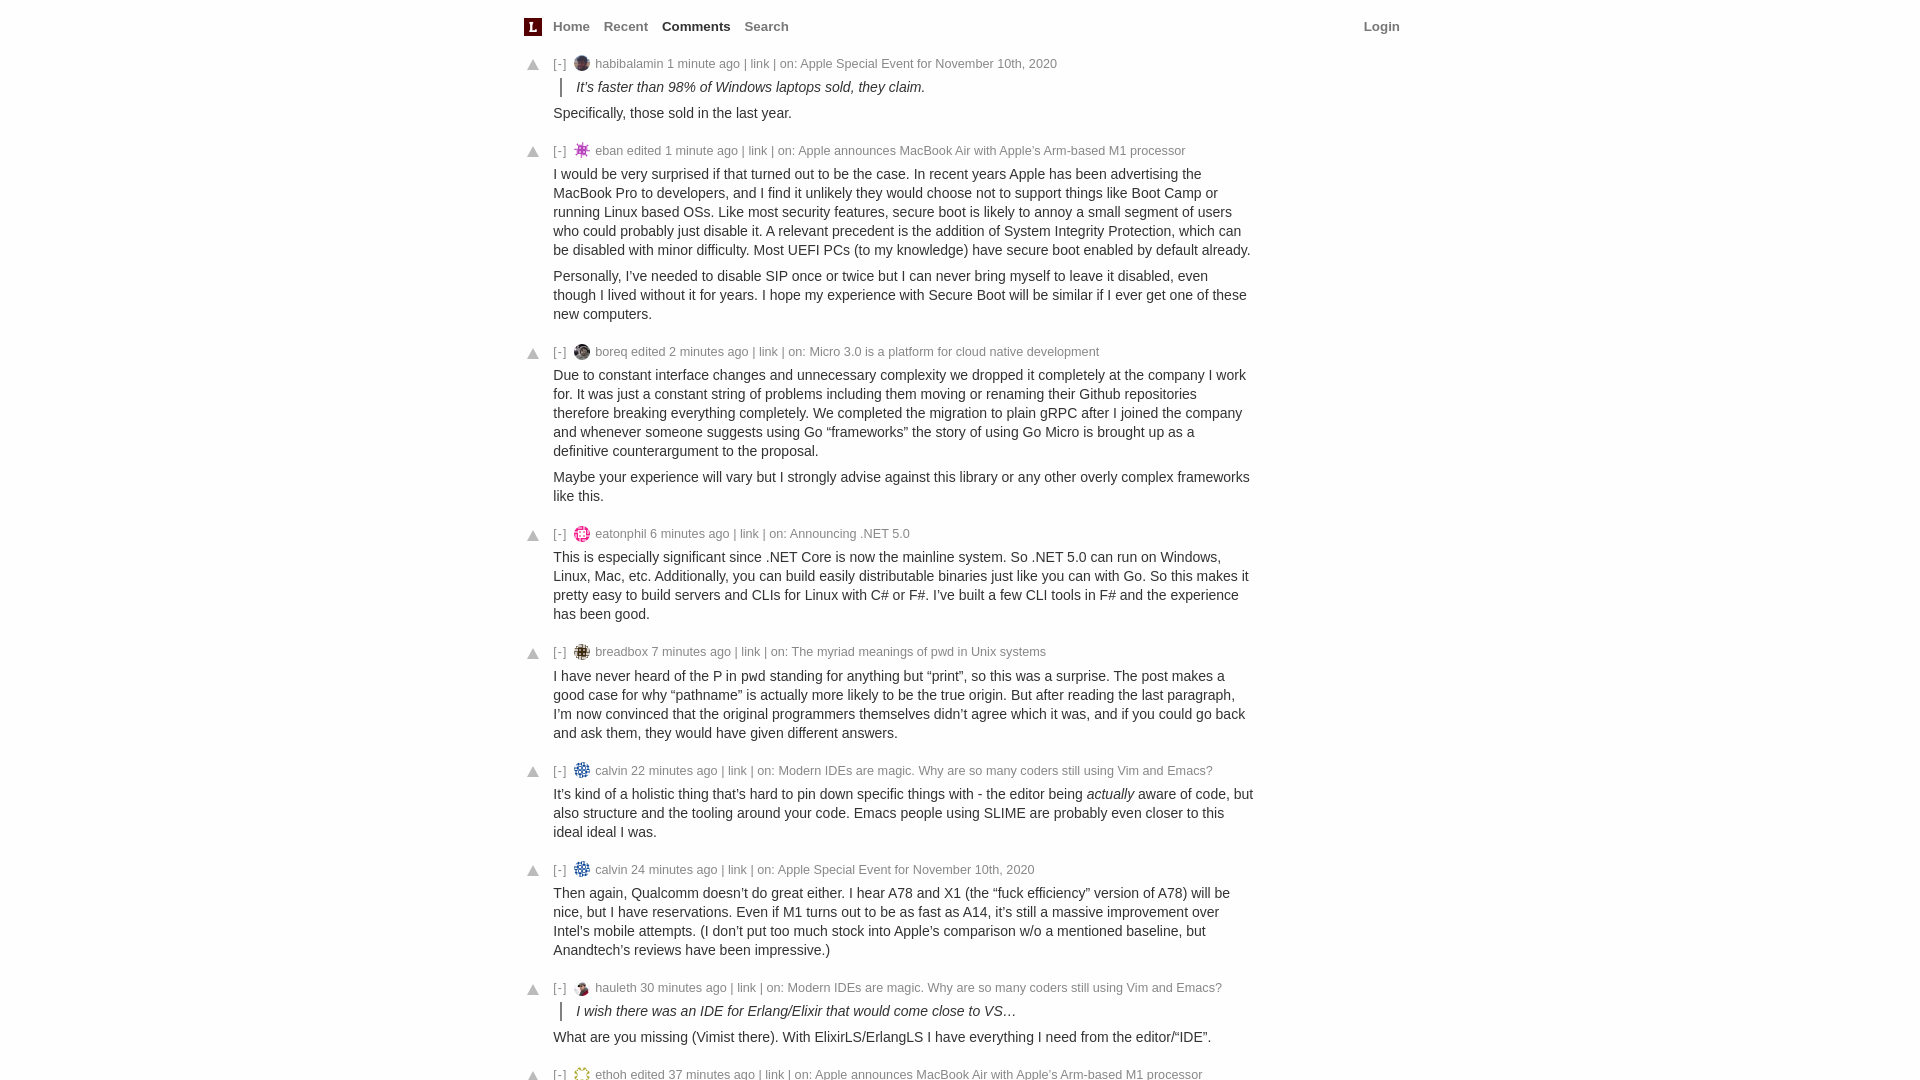 L Home Recent Comments Search Login
[-] habibalamin 1 minute ago | link | on: Apple Special Event for November 10th, 2020
It’s faster than 98% of Windows laptops sold, they claim.
Specifically, those sold in the last year.
[-] eban edited 1 minute ago | link | on: Apple announces MacBook Air with Apple’s Arm-based M1 processor
I would be very surprised if that turned out to be the case. In recent years Apple has been advertising the
MacBook Pro to developers, and I find it unlikely they would choose not to support things like Boot Camp or
running Linux based OSs. Like most security features, secure boot is likely to annoy a small segment of users
who could probably just disable it. A relevant precedent is the addition of System Integrity Protection, which can
be disabled with minor difficulty. Most UEFI PCs (to my knowledge) have secure boot enabled by default already.
Personally, I’ve needed to disable SIP once or twice but I can never bring myself to leave it disabled, even
though I lived without it for years. I hope my experience with Secure Boot will be similar if I ever get one of these
new computers.
[-] boreq edited 2 minutes ago | link | on: Micro 3.0 is a platform for cloud native development
Due to constant interface changes and unnecessary complexity we dropped it completely at the company I work
for. It was just a constant string of problems including them moving or renaming their Github repositories
therefore breaking everything completely. We completed the migration to plain gRPC after I joined the company
and whenever someone suggests using Go “frameworks” the story of using Go Micro is brought up as a
definitive counterargument to the proposal.
Maybe your experience will vary but I strongly advise against this library or any other overly complex frameworks
like this.
[-] eatonphil 6 minutes ago | link | on: Announcing .NET 5.0
This is especially significant since .NET Core is now the mainline system. So .NET 5.0 can run on Windows,
Linux, Mac, etc. Additionally, you can build easily distributable binaries just like you can with Go. So this makes it
pretty easy to build servers and CLIs for Linux with C# or F#. I’ve built a few CLI tools in F# and the experience
has been good.
[-] breadbox 7 minutes ago | link | on: The myriad meanings of pwd in Unix systems
I have never heard of the P in pwd standing for anything but “print”, so this was a surprise. The post makes a
good case for why “pathname” is actually more likely to be the true origin. But after reading the last paragraph,
I’m now convinced that the original programmers themselves didn’t agree which it was, and if you could go back
and ask them, they would have given different answers.
[-] calvin 22 minutes ago | link | on: Modern IDEs are magic. Why are so many coders still using Vim and Emacs?
It’s kind of a holistic thing that’s hard to pin down specific things with - the editor being actually aware of code, but
also structure and the tooling around your code. Emacs people using SLIME are probably even closer to this
ideal ideal I was.
[-] calvin 24 minutes ago | link | on: Apple Special Event for November 10th, 2020
Then again, Qualcomm doesn’t do great either. I hear A78 and X1 (the “fuck efficiency” version of A78) will be
nice, but I have reservations. Even if M1 turns out to be as fast as A14, it’s still a massive improvement over
Intel’s mobile attempts. (I don’t put too much stock into Apple’s comparison w/o a mentioned baseline, but
Anandtech’s reviews have been impressive.)
[-] hauleth 30 minutes ago | link | on: Modern IDEs are magic. Why are so many coders still using Vim and Emacs?
I wish there was an IDE for Erlang/Elixir that would come close to VS…
What are you missing (Vimist there). With ElixirLS/ErlangLS I have everything I need from the editor/“IDE”.
[-] ethoh edited 37 minutes ago | link | on: Apple announces MacBook Air with Apple’s Arm-based M1 processor